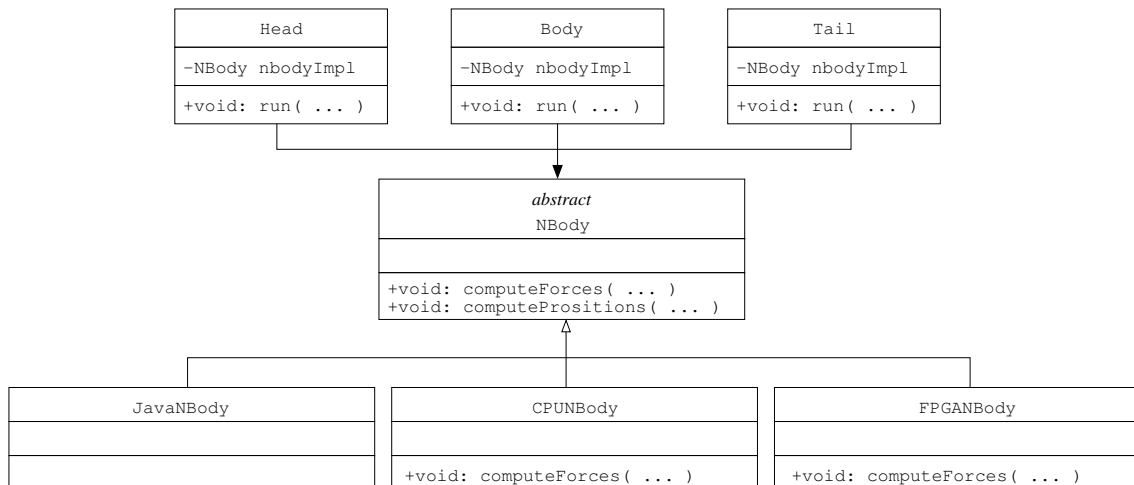 Head
-NBody nbodyImpl
+void: run( ... )
Body
-NBody nbodyImpl
+void: run( ... )
Tail
-NBody nbodyImpl
+void: run( ... )
abstract
NBody
+void: computeForces( ... )
+void: computePrositions( ... )
JavaNBody
CPUNBody
+void: computeForces( ... )
FPGANBody
+void: computeForces( ... )